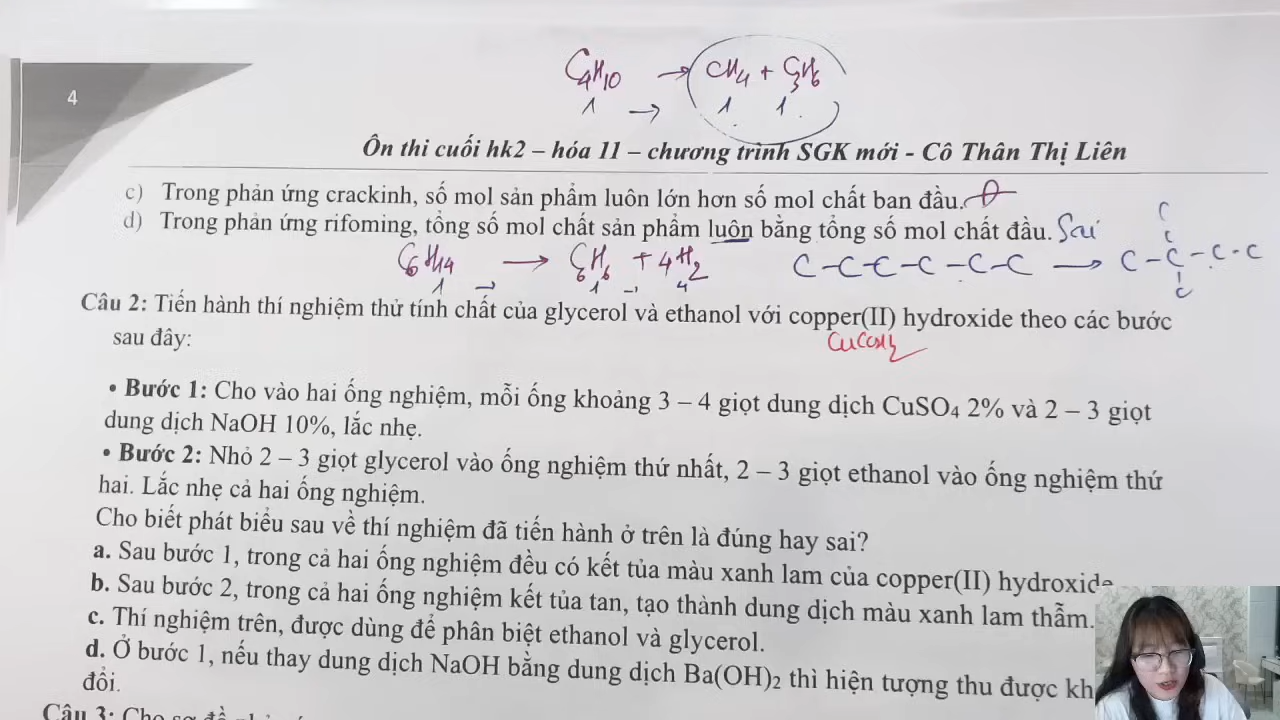 C4H10 → CH4 + C3H6
1 → 1 1
4
Ôn thi cuối hk2 – hóa 11 – chương trình SGK mới - Cô Thân Thị Liên
c) Trong phản ứng crackinh, số mol sản phẩm luôn lớn hơn số mol chất ban đầu.
d) Trong phản ứng rifoming, tổng số mol chất sản phẩm luôn bằng tổng số mol chất đầu. Sai
C6H14 → C6H6 + 4H2
1 → 1 → 4
C-C-C-C-C-C → C-C-C-C
C
C
C
Câu 2: Tiến hành thí nghiệm thử tính chất của glycerol và ethanol với copper(II) hydroxide theo các bước
sau đây:
Cu(OH)2
• Bước 1: Cho vào hai ống nghiệm, mỗi ống khoảng 3 – 4 giọt dung dịch CuSO₄ 2% và 2 – 3 giọt
dung dịch NaOH 10%, lắc nhẹ.
• Bước 2: Nhỏ 2 – 3 giọt glycerol vào ống nghiệm thứ nhất, 2 – 3 giọt ethanol vào ống nghiệm thứ
hai. Lắc nhẹ cả hai ống nghiệm.
Cho biết phát biểu sau về thí nghiệm đã tiến hành ở trên là đúng hay sai?
a. Sau bước 1, trong cả hai ống nghiệm đều có kết tủa màu xanh lam của copper(II) hydroxide
b. Sau bước 2, trong cả hai ống nghiệm kết tủa tan, tạo thành dung dịch màu xanh lam thẫm.
c. Thí nghiệm trên, được dùng để phân biệt ethanol và glycerol.
d. Ở bước 1, nếu thay dung dịch NaOH bằng dung dịch Ba(OH)₂ thì hiện tượng thu được kh
đổi.
Câu 3: Cho sơ đồ